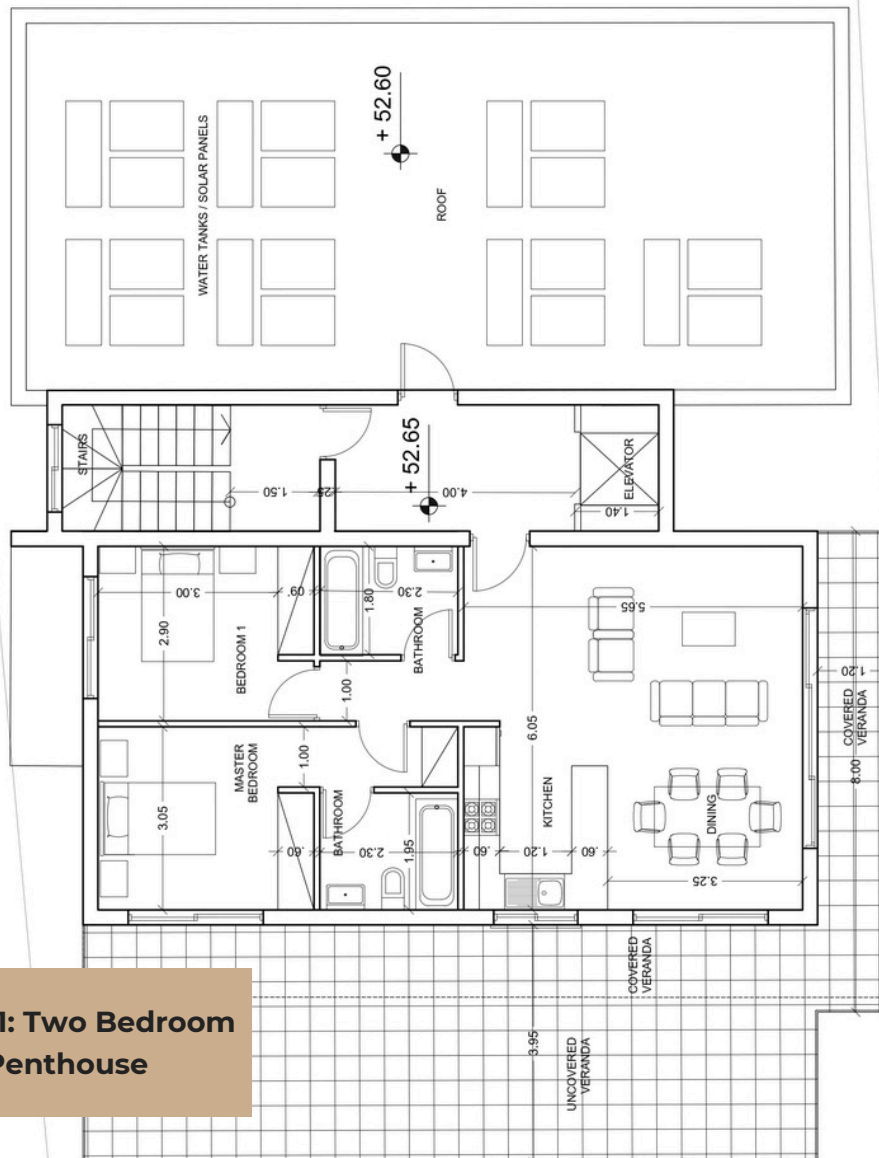 + 52.60
WATER TANKS / SOLAR PANELS
ROOF
STAIRS
1.50
.25
+ 52.65
4.00
ELEVATOR
1.40
3.00
.60
2.30
1.80
2.90
BEDROOM 1
BATHROOM
5.65
1.00
6.05
1.20
COVERED
VERANDA
8.00
MASTER
BEDROOM
1.00
3.05
BATHROOM
KITCHEN
DINING
.60
2.30
1.95
.60
1.20
.60
3.25
COVERED
VERANDA
3.95
UNCOVERED
VERANDA
1: Two Bedroom
Penthouse